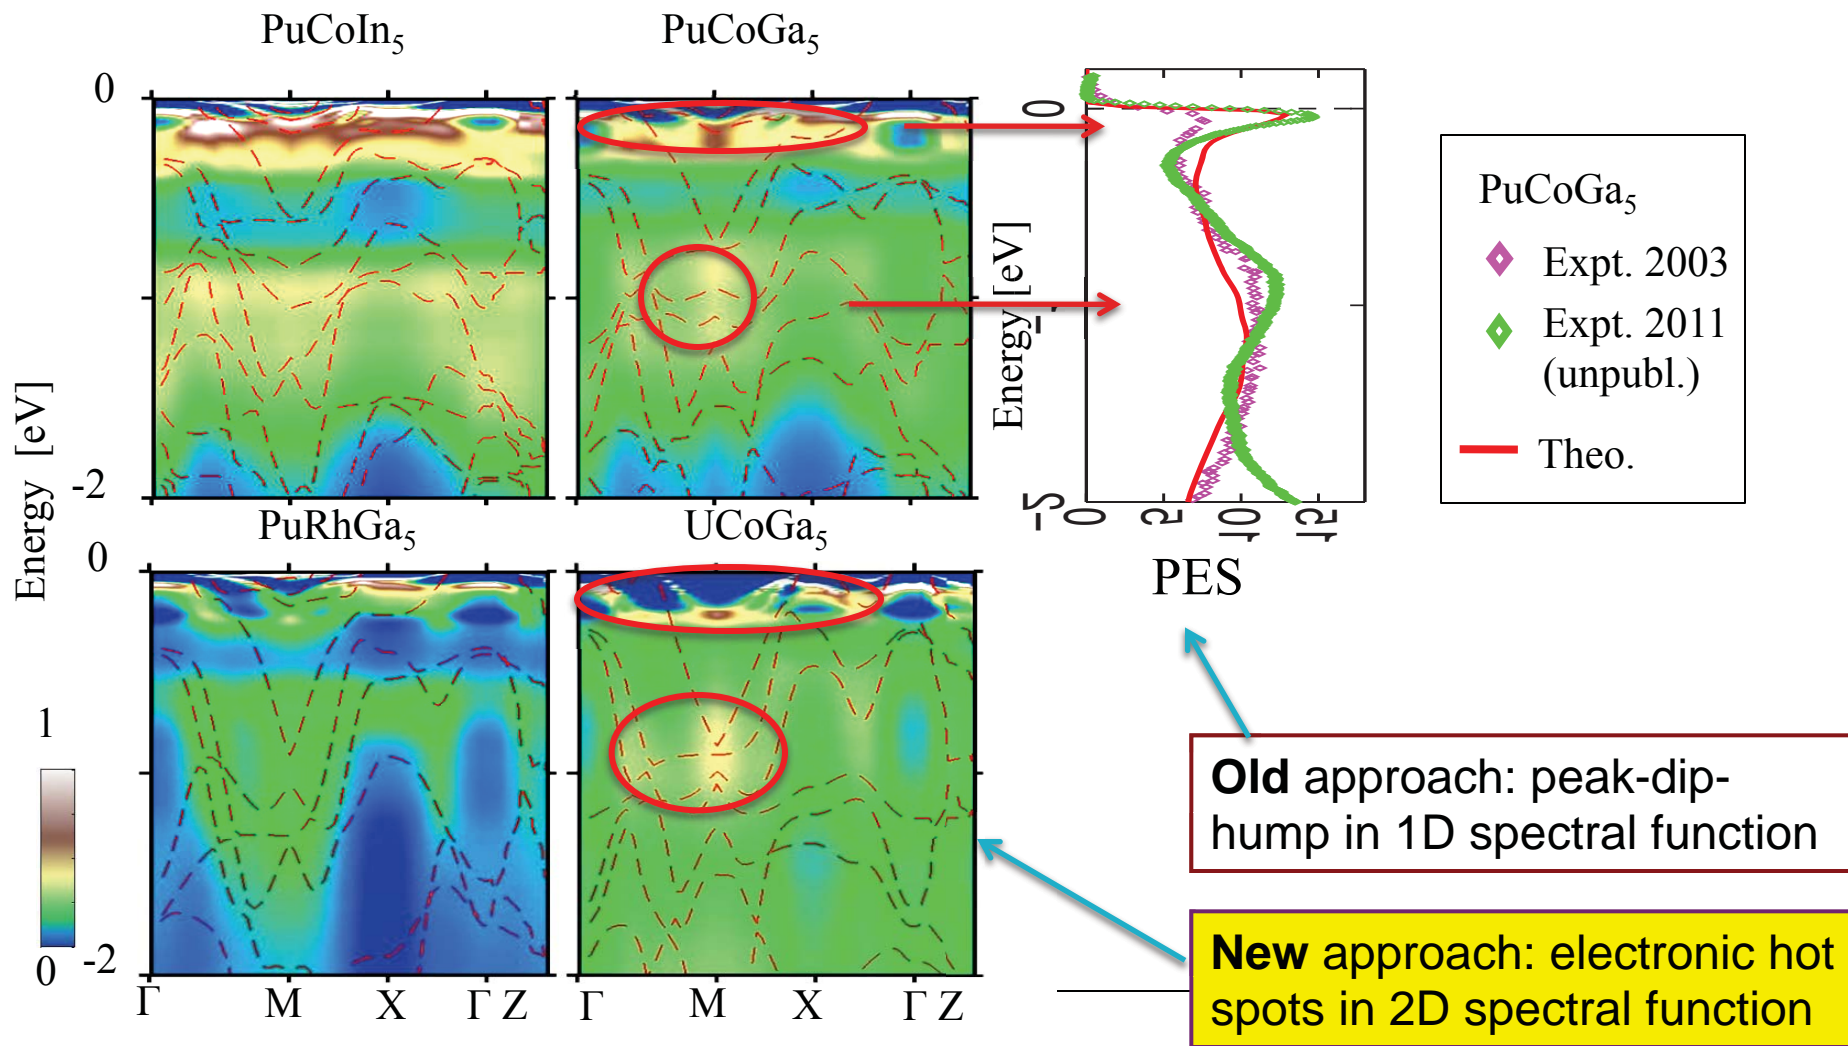 PuCoIn₅
PuCoGa₅
0
-2
Energy [eV]
0
-1
-2
Energy [eV]
0
5
10
15
PES
PuCoGa₅
Expt. 2003
Expt. 2011
(unpubl.)
Theo.
PuRhGa₅
UCoGa₅
0
-2
1
0
Γ M X Γ Z
Γ M X Γ Z
Old approach: peak-dip-
hump in 1D spectral function
New approach: electronic hot
spots in 2D spectral function